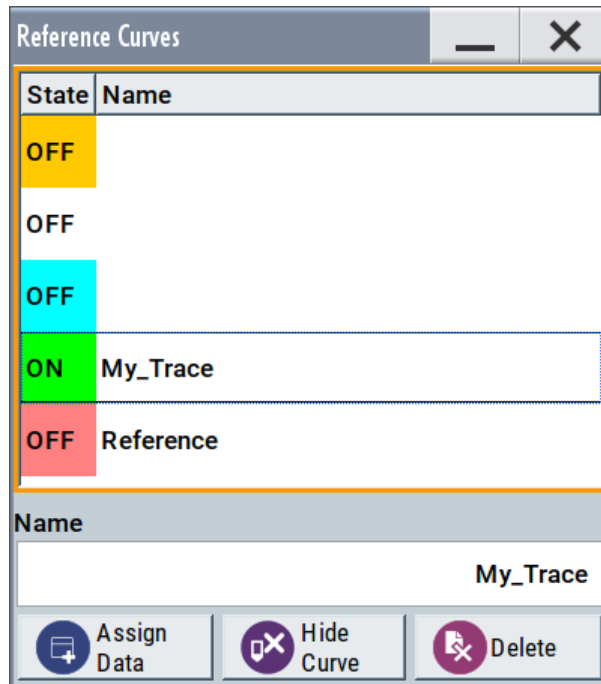 Reference Curves
State Name
OFF
OFF
OFF
ON My_Trace
OFF Reference
Name
My_Trace
Assign Data
Hide Curve
Delete